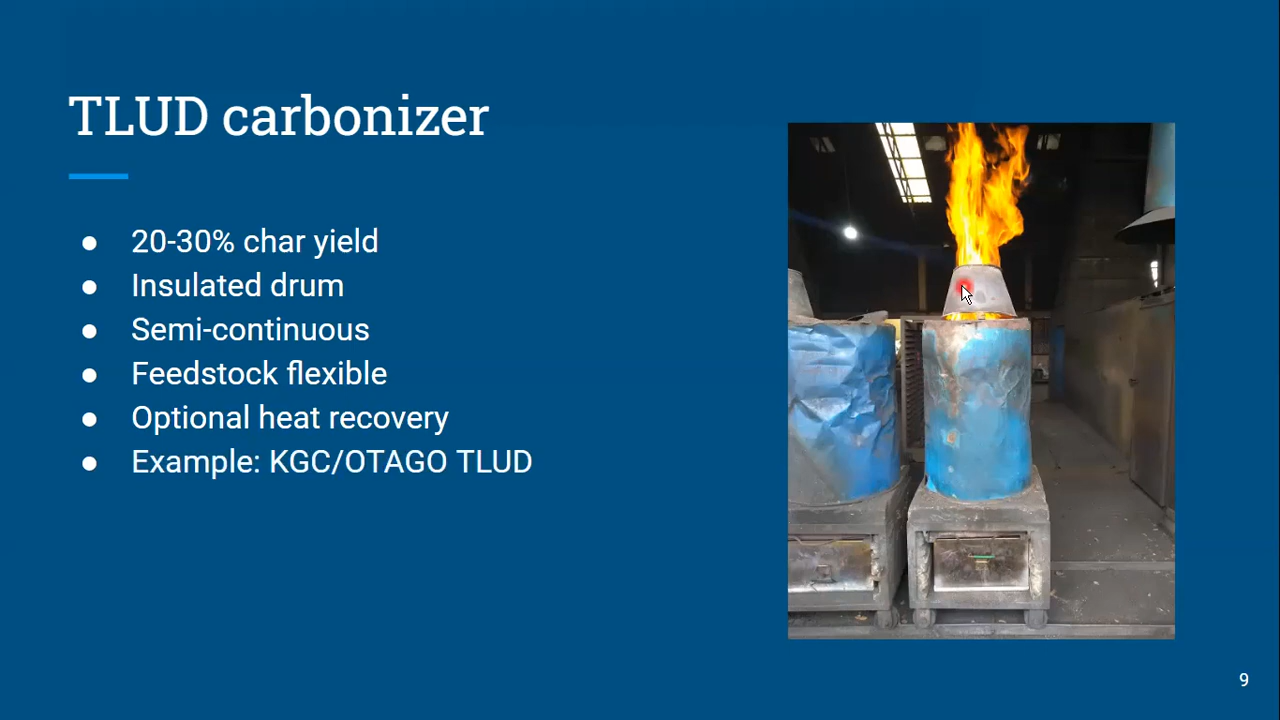 TLUD carbonizer
● 20-30% char yield
● Insulated drum
● Semi-continuous
● Feedstock flexible
● Optional heat recovery
● Example: KGC/OTAGO TLUD
9